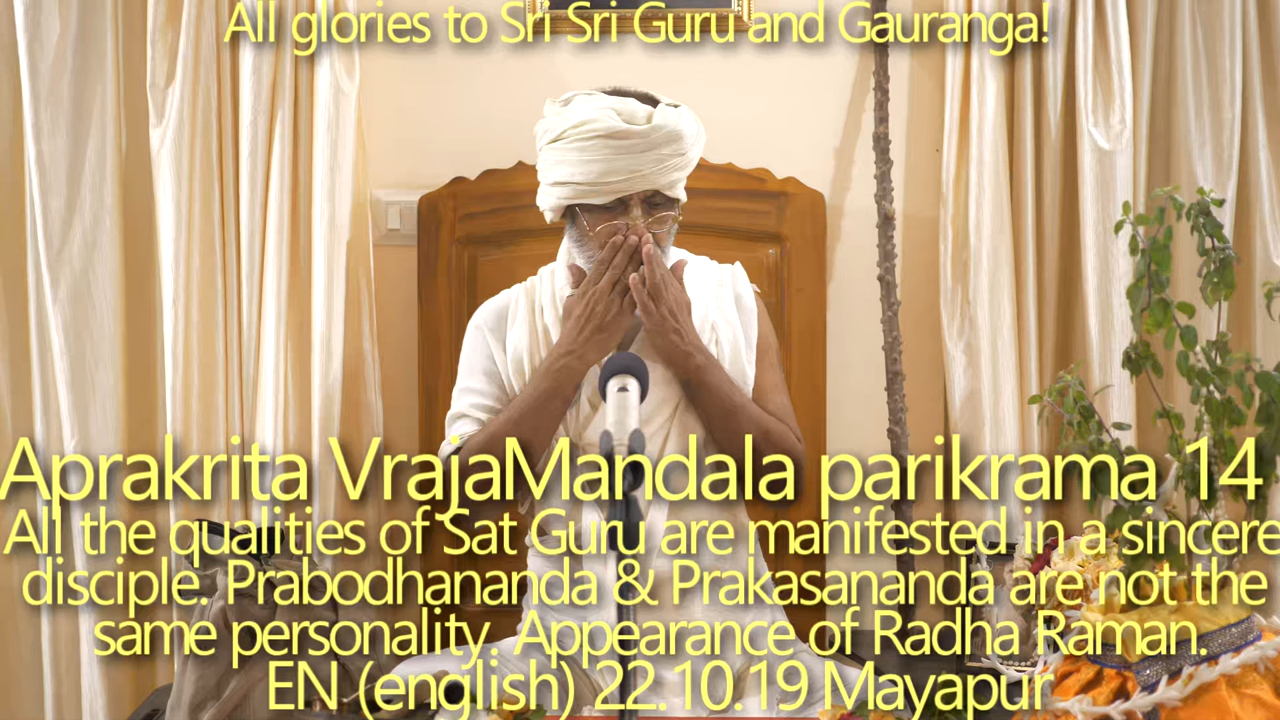 All glories to Sri Sri Guru and Gauranga!
Aprakrita VrajaMandala parikrama 14
All the qualities of Sat Guru are manifested in a sincere
disciple. Prabodhananda & Prakasananda are not the
same personality. Appearance of Radha Raman.
EN (english) 22.10.19 Mayapur